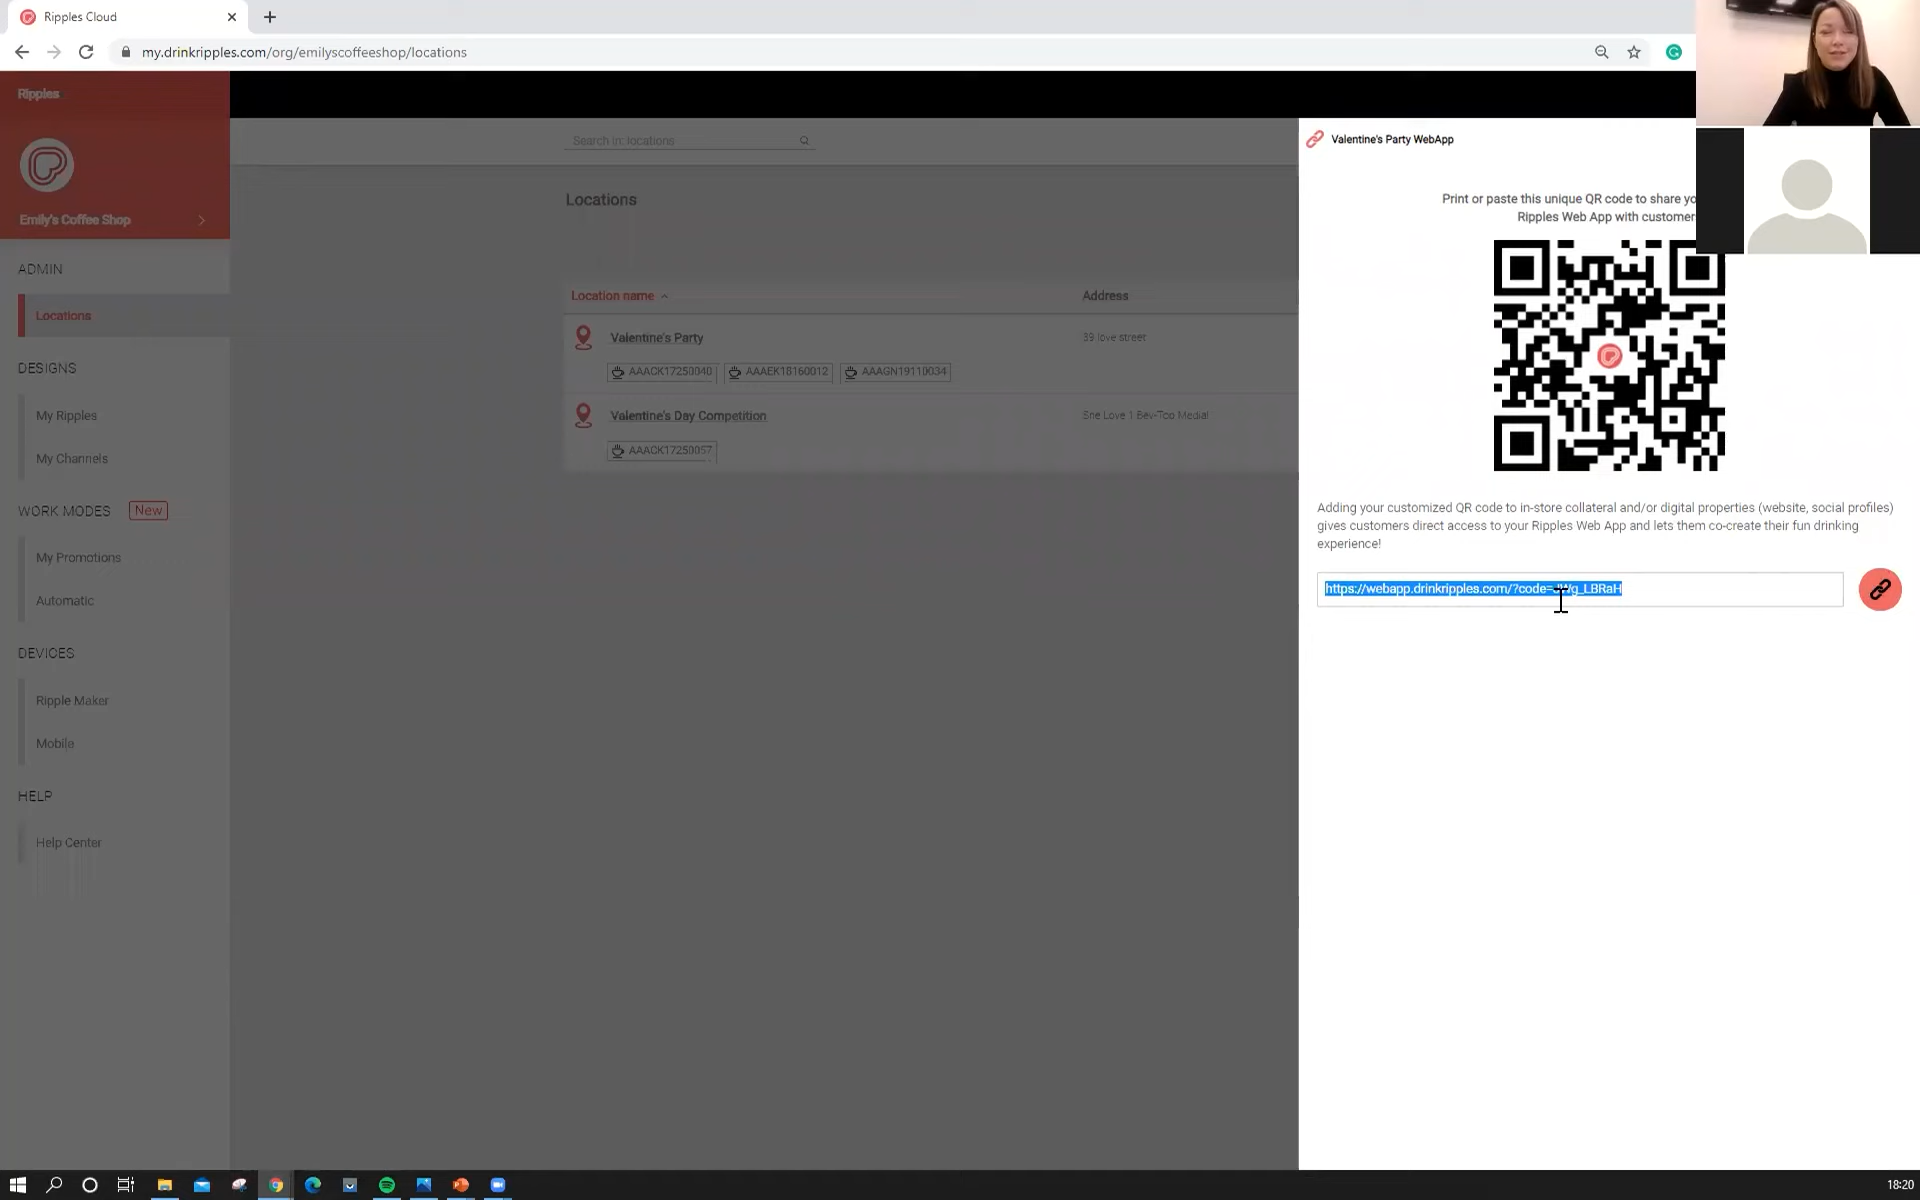 Ripples Cloud
my.drinkripples.com/org/emilyscoffeeshop/locations
Ripples
Emily's Coffee Shop
ADMIN
Locations
DESIGNS
My Ripples
My Channels
WORK MODES New
My Promotions
Automatic
DEVICES
Ripple Maker
Mobile
HELP
Help Center
Search in: locations
Locations
Location name Address
Valentine's Party 39 love street
AAACK17250040 AAAEK18160012 AAAGN19110034
Valentine's Day Competition
AAACK17250057
Valentine's Party WebApp
Print or paste this unique QR code to share
Ripples Web App with
Adding your customized QR code to in-store collateral and/or digital properties (website, social profiles)
gives customers direct access to your Ripples Web App and lets them co-create their fun drinking
experience!
18:20